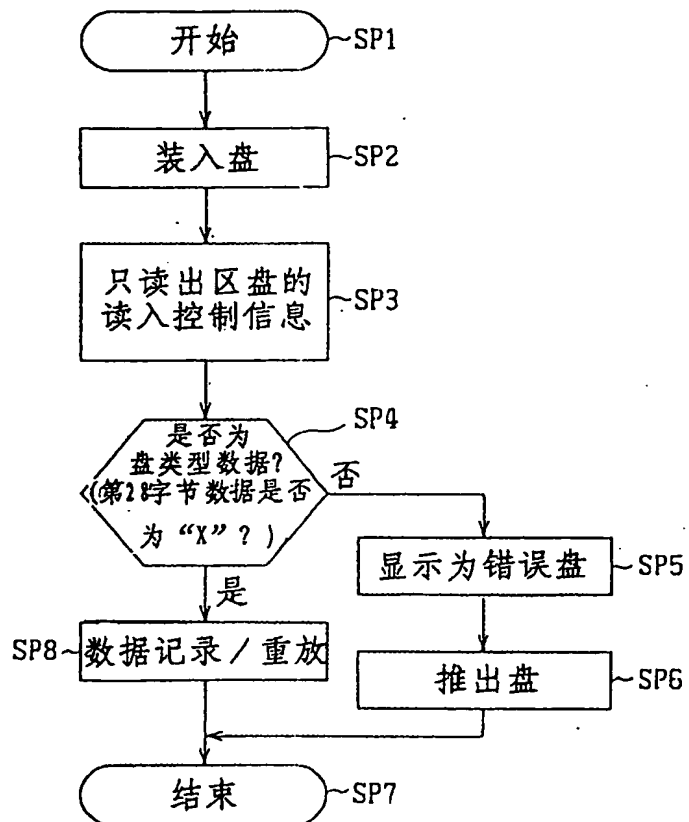 开始
SP1
装入盘
SP2
只读出区盘的
读入控制信息
SP3
SP4
是否为
盘类型数据?
(第28字节数据是否
为“X”? )
否
是
显示为错误盘
SP5
SP8
数据记录/重放
推出盘
SP6
结束
SP7